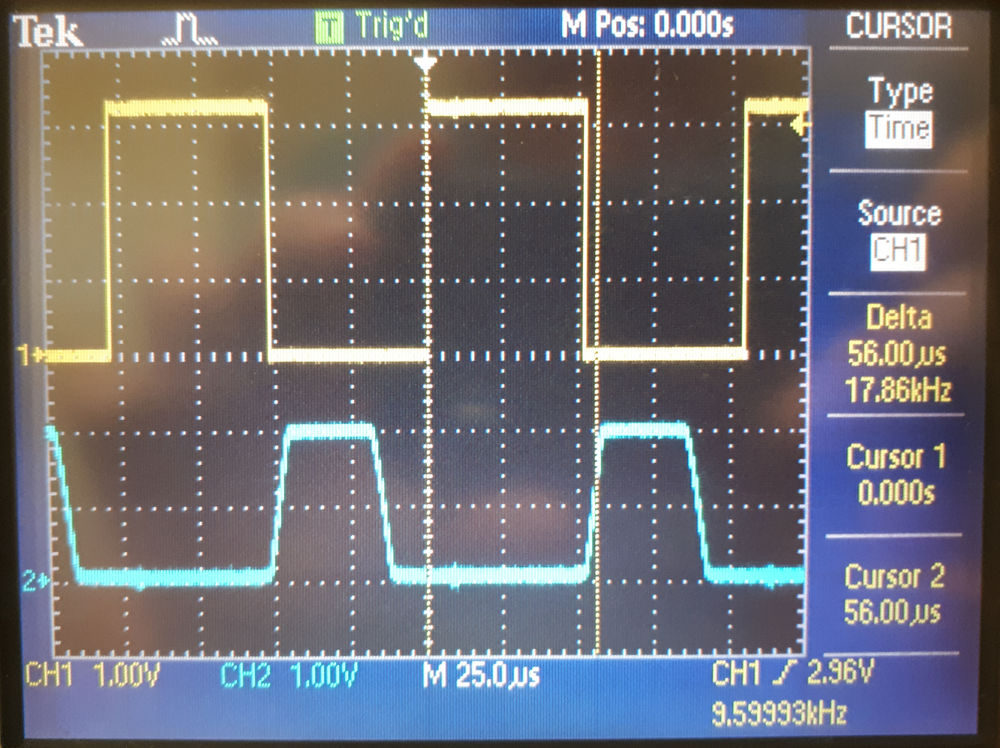 Tek
T Trig'd
M Pos: 0.000s
CURSOR
Type
Time
Source
CH1
Delta
56.00µs
17.86kHz
Cursor 1
0.000s
Cursor 2
56.00µs
1
2
CH1 1.00V
CH2 1.00V
M 25.0µs
CH1 2.96V
9.59993kHz